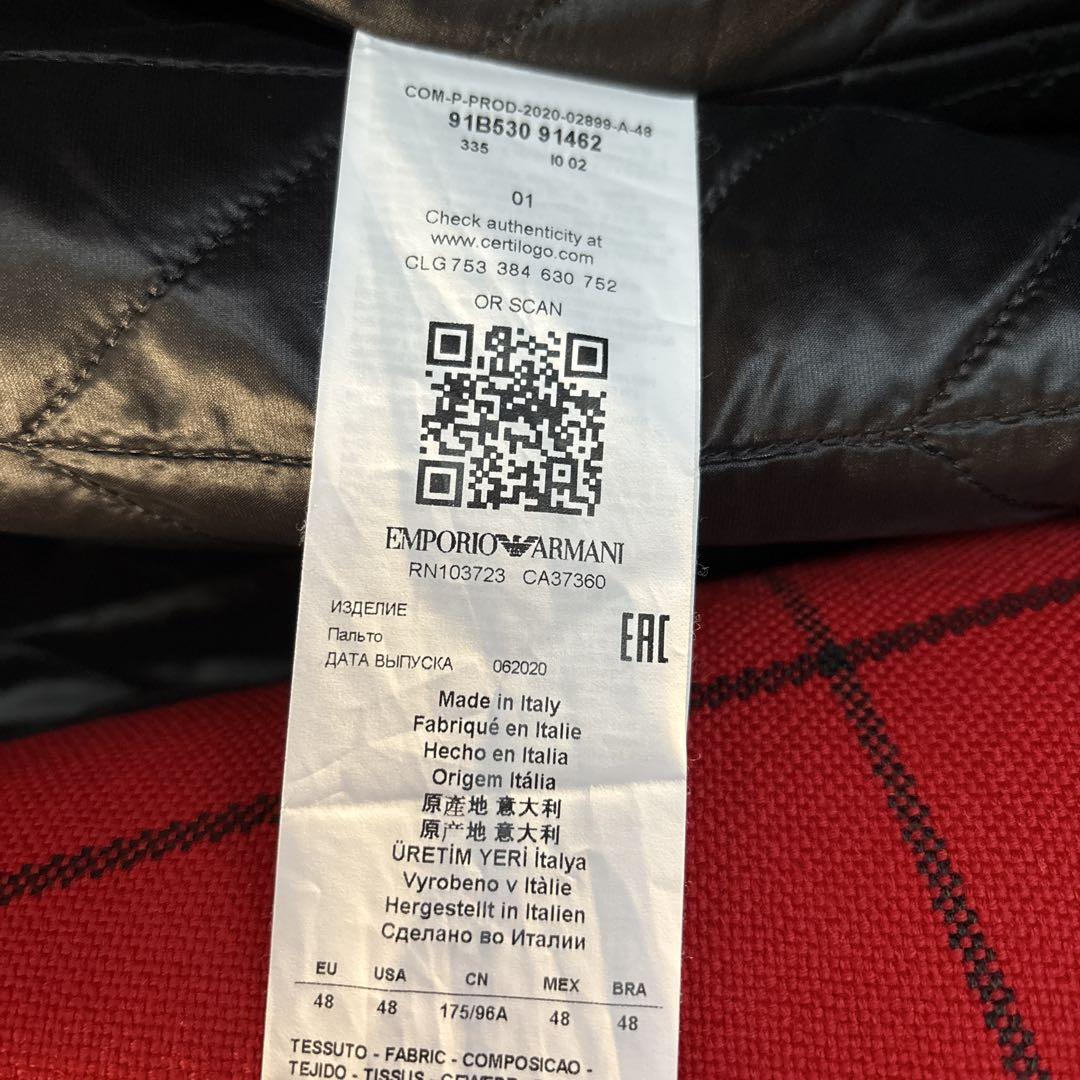 COM-P-PROD-2020-02899-A-48
91B530 91462
335 I0 02
01
Check authenticity at
www.certilogo.com
CLG 753 384 630 752
OR SCAN
EMPORIO ARMANI
RN103723 CA37360
ИЗДЕЛИЕ
Пальто
EAC
ДАТА ВЫПУСКА 062020
Made in Italy
Fabriqué en Italie
Hecho en Italia
Origem Itália
原產地 意大利
原产地 意大利
ÜRETİM YERİ İtalya
Vyrobeno v Itàlie
Hergestellt in Italien
Сделано во Италии
EU USA CN MEX BRA
48 48 175/96A 48 48
TESSUTO - FABRIC - COMPOSICAO -
TEJIDO - TISSUS -